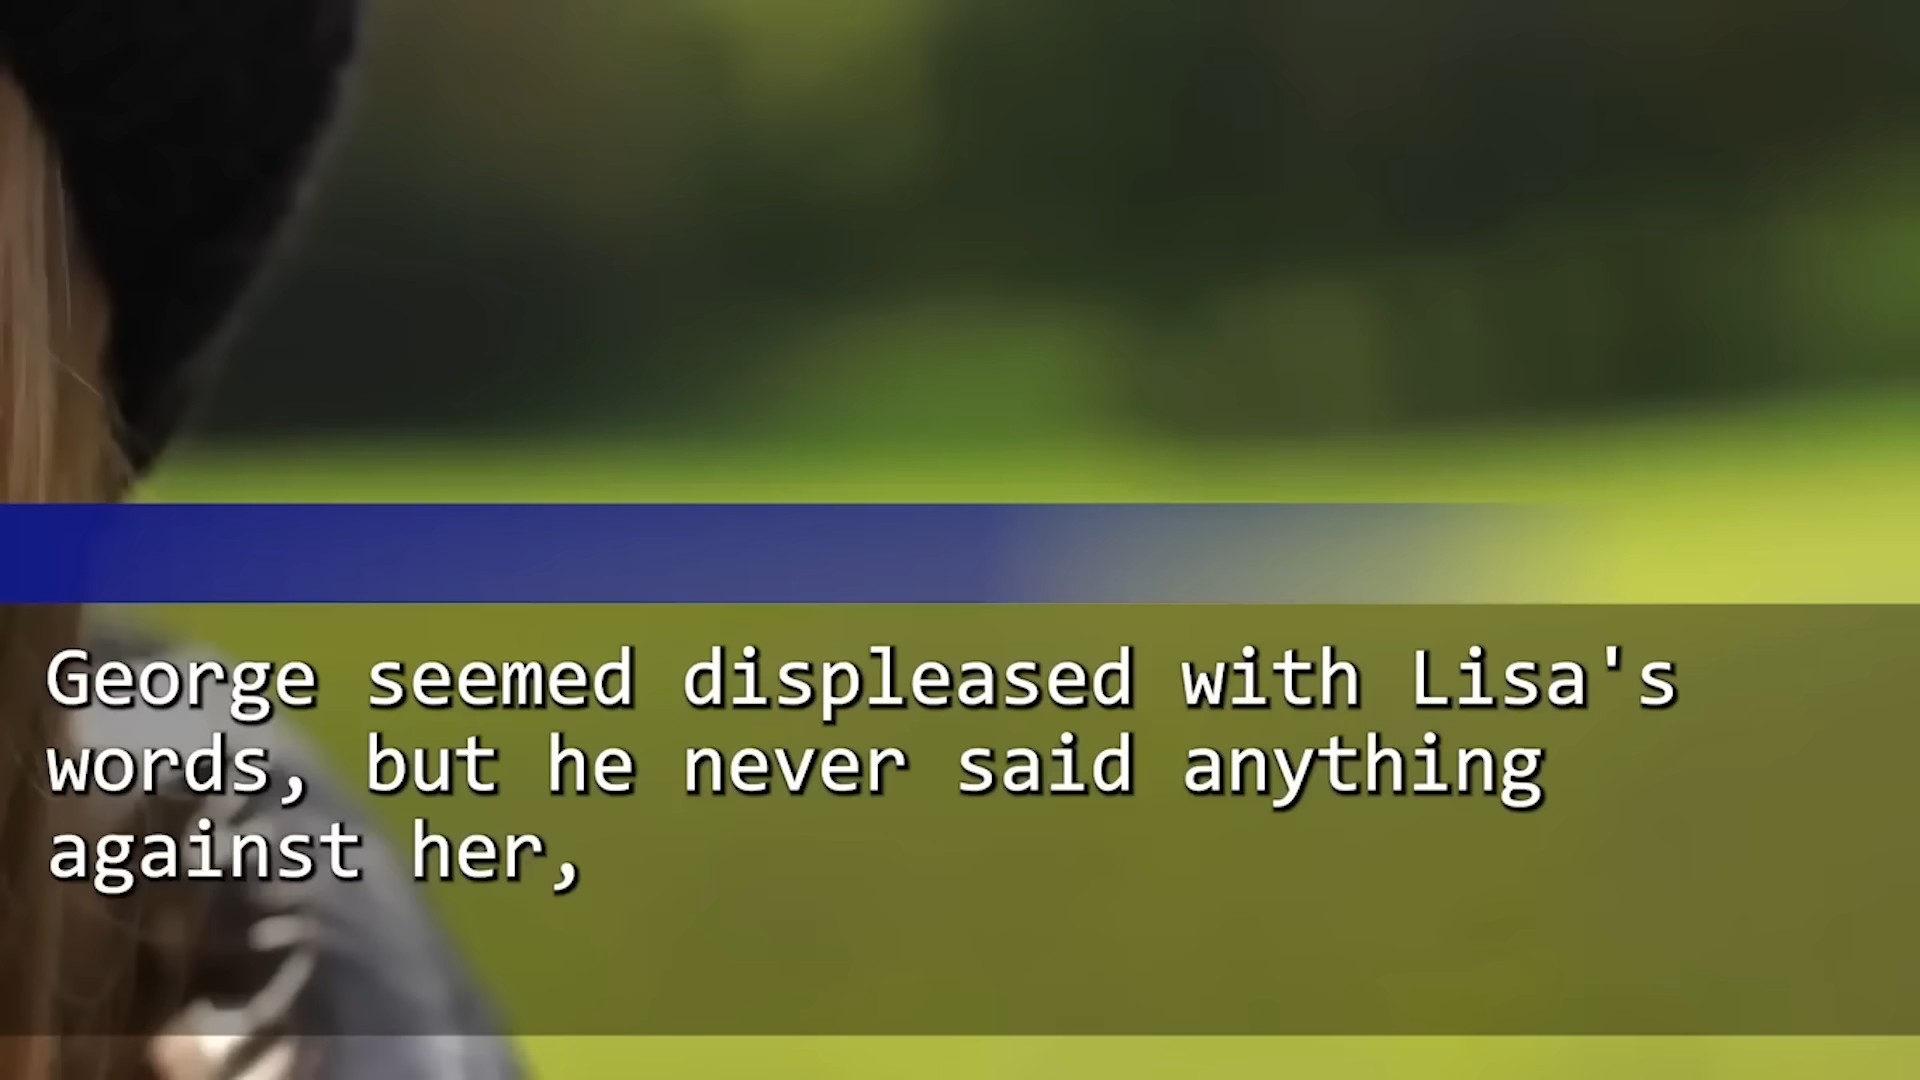 George seemed displeased with Lisa's
words, but he never said anything
against her,